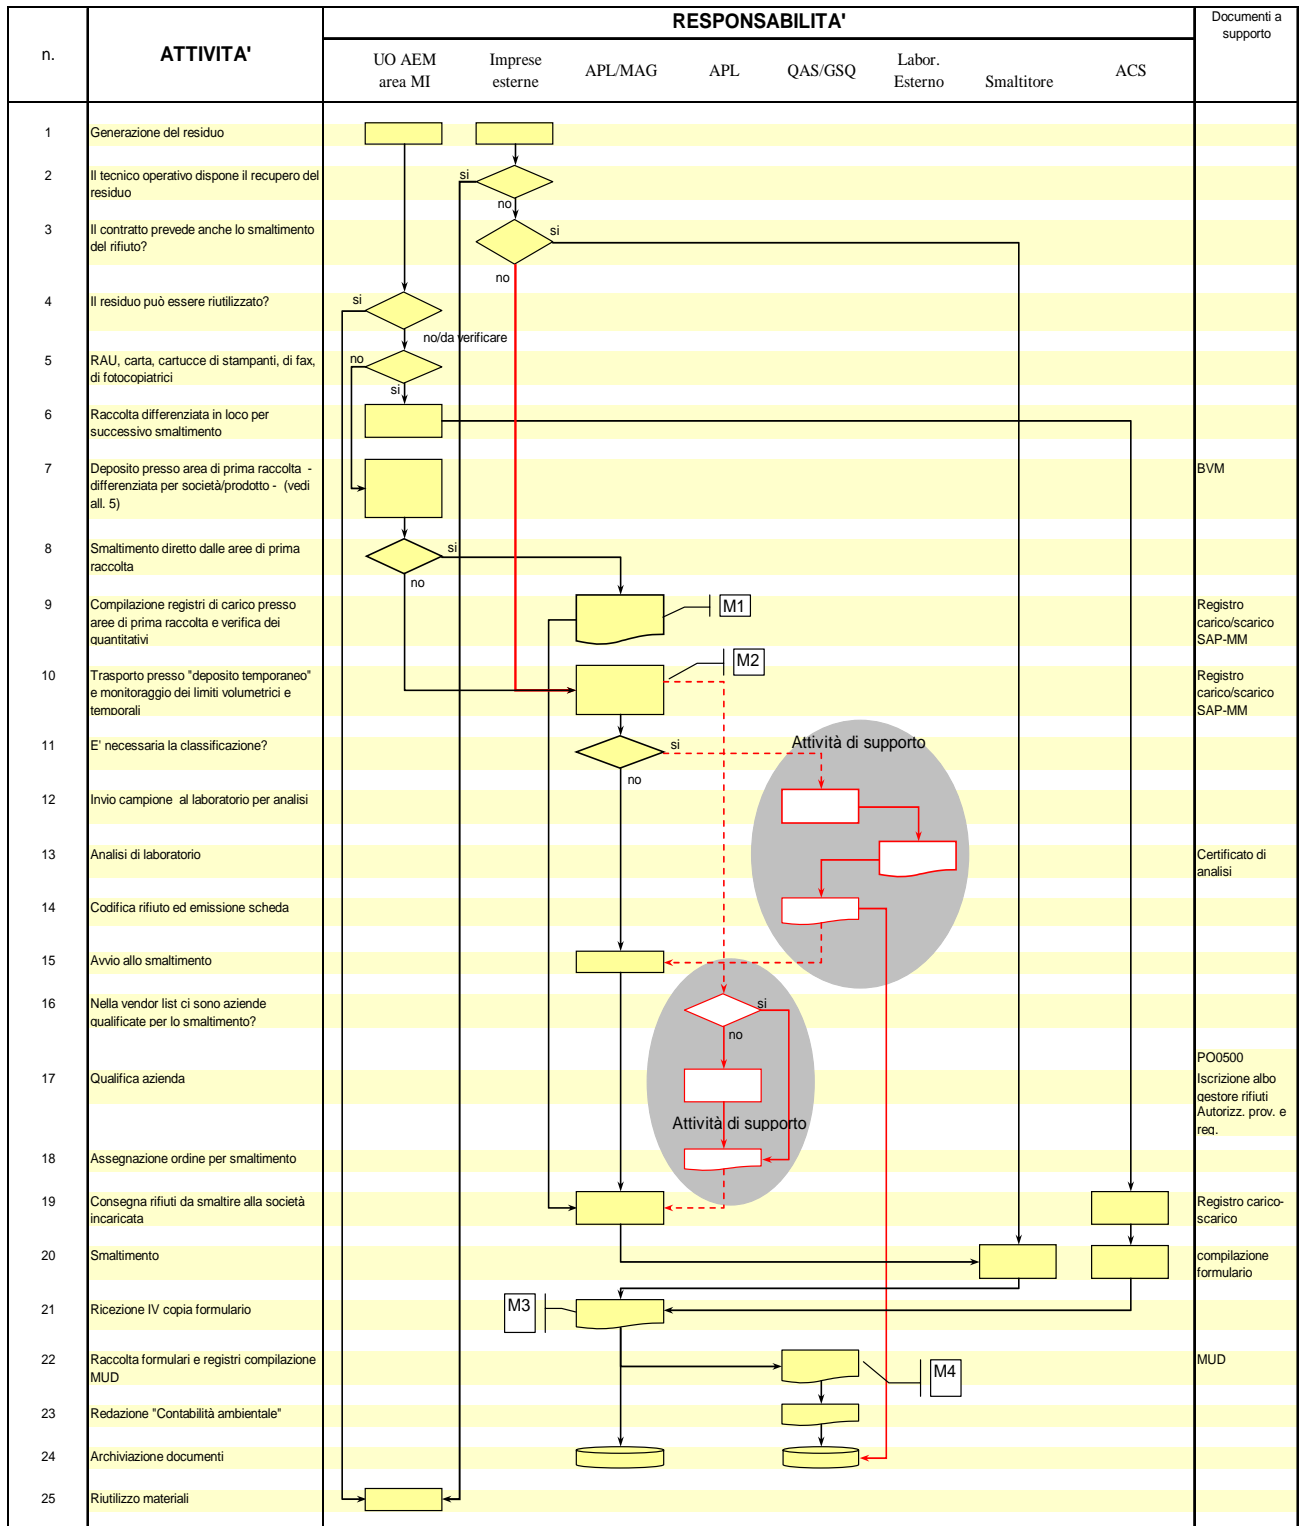 RESPONSABILITA'
Documenti a
supporto
n.
ATTIVITA'
UO AEM
area MI
Imprese
esterne
APL/MAG
APL
QAS/GSQ
Labor.
Esterno
Smaltitore
ACS
1
Generazione del residuo
2
Il tecnico operativo dispone il recupero del
residuo
si
no
3
Il contratto prevede anche lo smaltimento
del rifiuto?
si
no
4
Il residuo può essere riutilizzato?
si
no/da verificare
5
RAU, carta, cartucce di stampanti, di fax,
di fotocopiatrici
no
si
6
Raccolta differenziata in loco per
successivo smaltimento
7
Deposito presso area di prima raccolta -
differenziata per società/prodotto - (vedi
all. 5)
BVM
8
Smaltimento diretto dalle aree di prima
raccolta
si
no
9
Compilazione registri di carico presso
aree di prima raccolta e verifica dei
quantitativi
M1
Registro
carico/scarico
SAP-MM
10
Trasporto presso "deposito temporaneo"
e monitoraggio dei limiti volumetrici e
temporali
M2
Registro
carico/scarico
SAP-MM
11
E' necessaria la classificazione?
si
no
Attività di supporto
12
Invio campione al laboratorio per analisi
13
Analisi di laboratorio
Certificato di
analisi
14
Codifica rifiuto ed emissione scheda
15
Avvio allo smaltimento
16
Nella vendor list ci sono aziende
qualificate per lo smaltimento?
si
no
17
Qualifica azienda
PO0500
Iscrizione albo
gestore rifiuti
Autorizz. prov. e
reg.
Attività di supporto
18
Assegnazione ordine per smaltimento
19
Consegna rifiuti da smaltire alla società
incaricata
Registro carico-
scarico
20
Smaltimento
compilazione
formulario
21
Ricezione IV copia formulario
M3
22
Raccolta formulari e registri compilazione
MUD
M4
MUD
23
Redazione "Contabilità ambientale"
24
Archiviazione documenti
25
Riutilizzo materiali